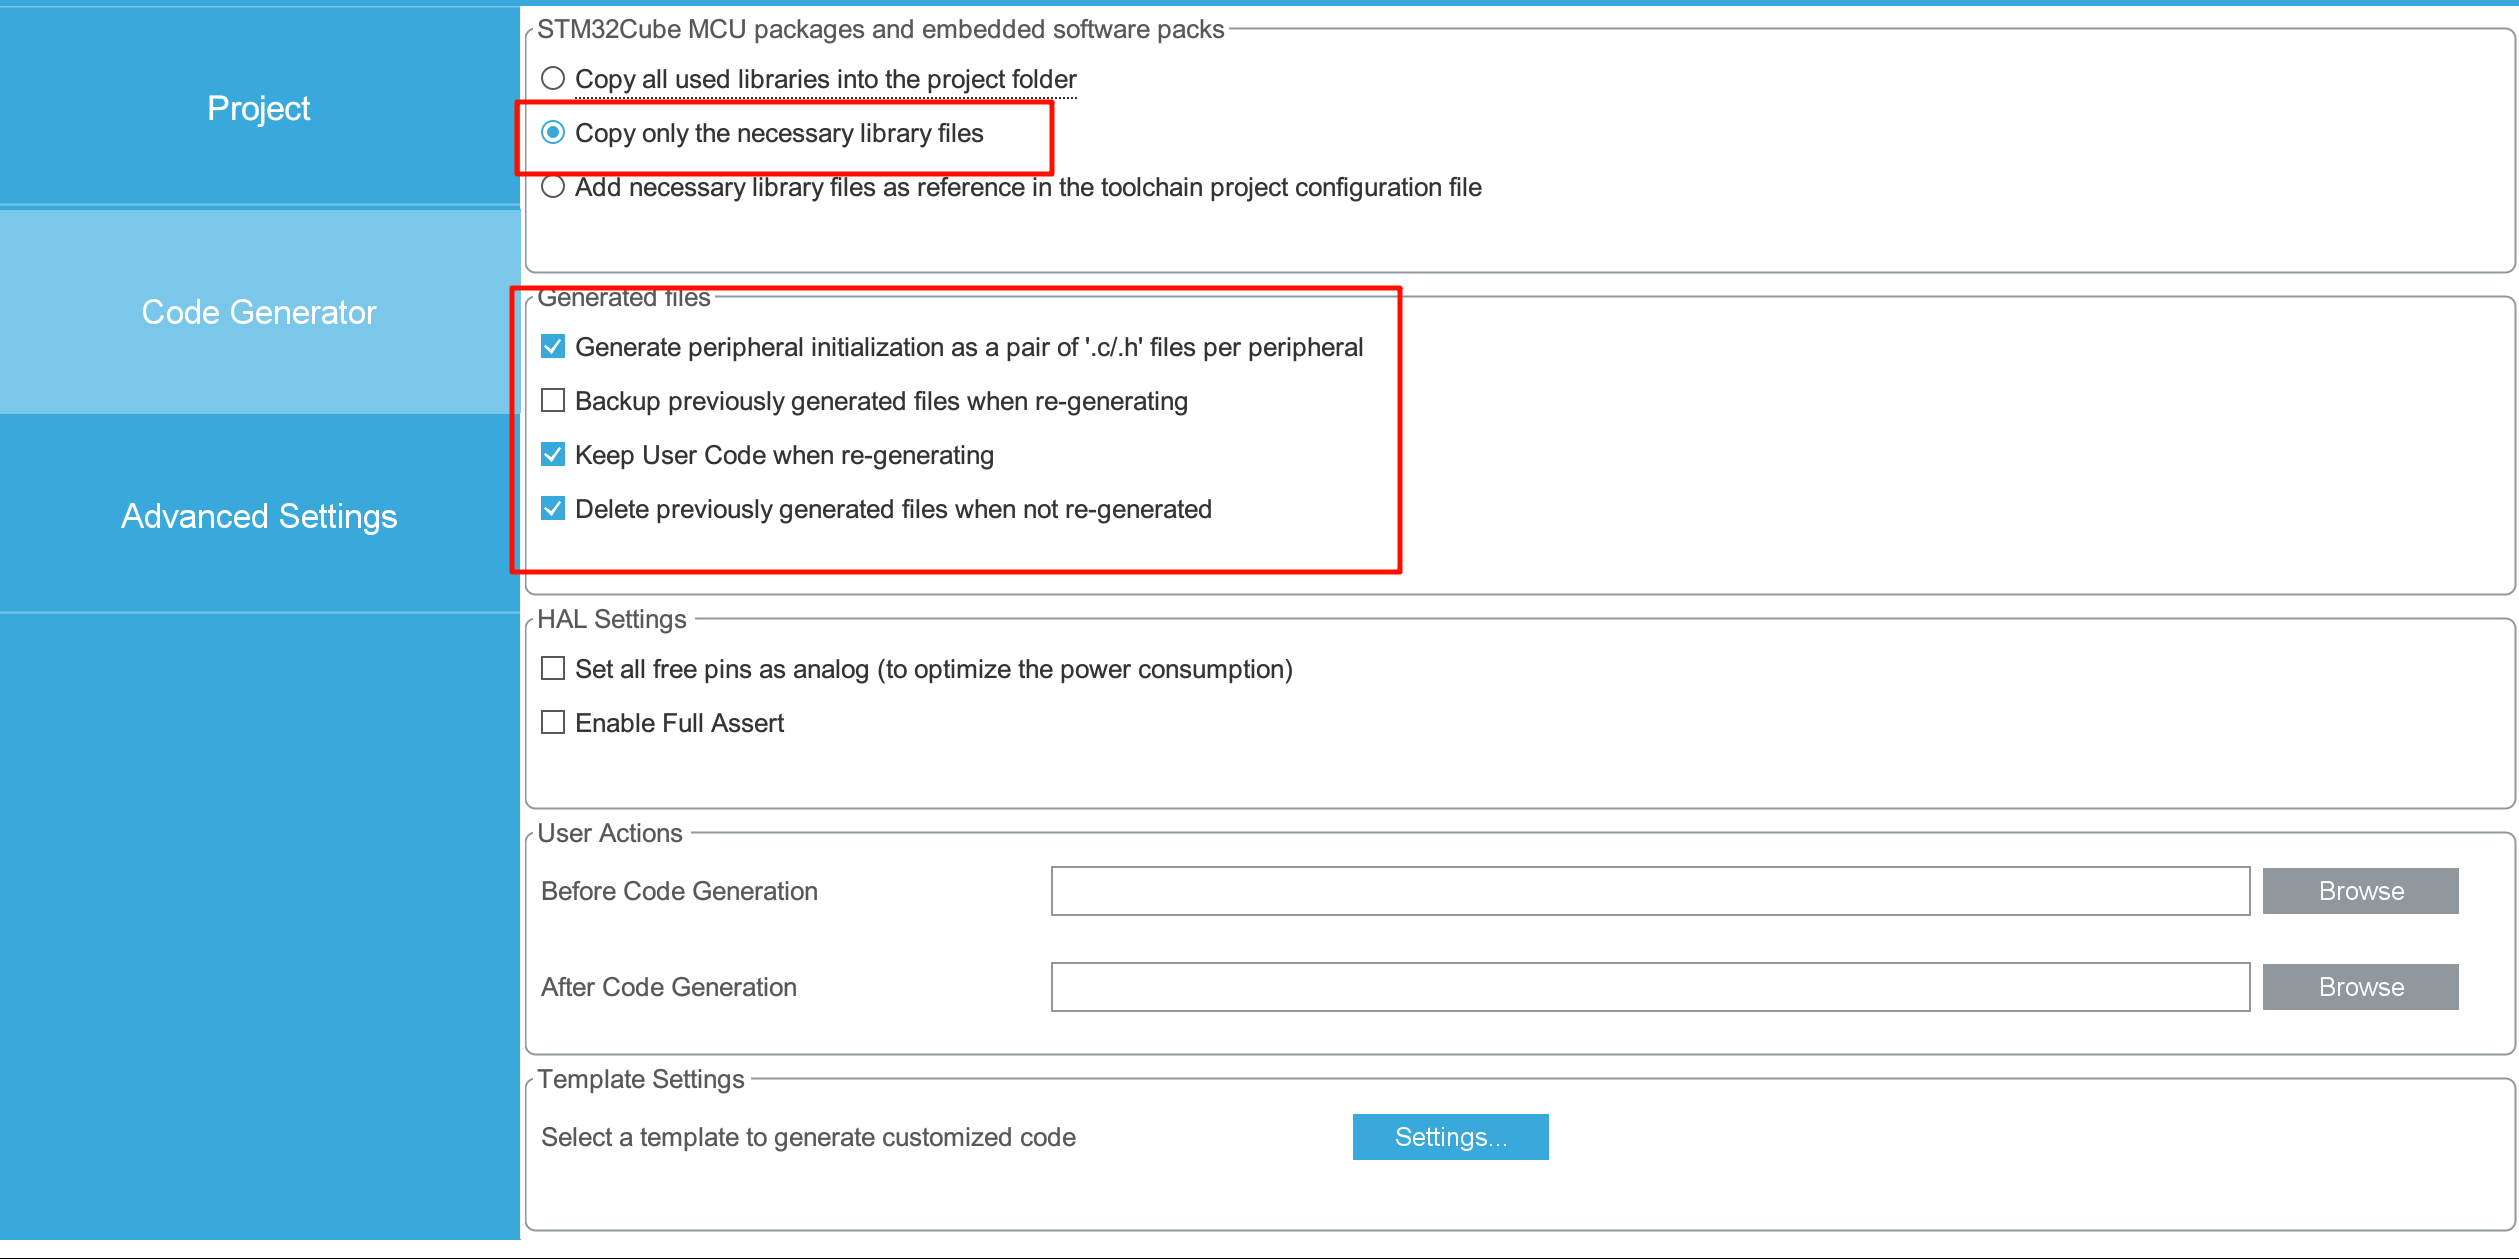 Project
Code Generator
Advanced Settings
STM32Cube MCU packages and embedded software packs
Copy all used libraries into the project folder
Copy only the necessary library files
Add necessary library files as reference in the toolchain project configuration file
Generated files
Generate peripheral initialization as a pair of '.c/.h' files per peripheral
Backup previously generated files when re-generating
Keep User Code when re-generating
Delete previously generated files when not re-generated
HAL Settings
Set all free pins as analog (to optimize the power consumption)
Enable Full Assert
User Actions
Before Code Generation
Browse
After Code Generation
Browse
Template Settings
Select a template to generate customized code
Settings...